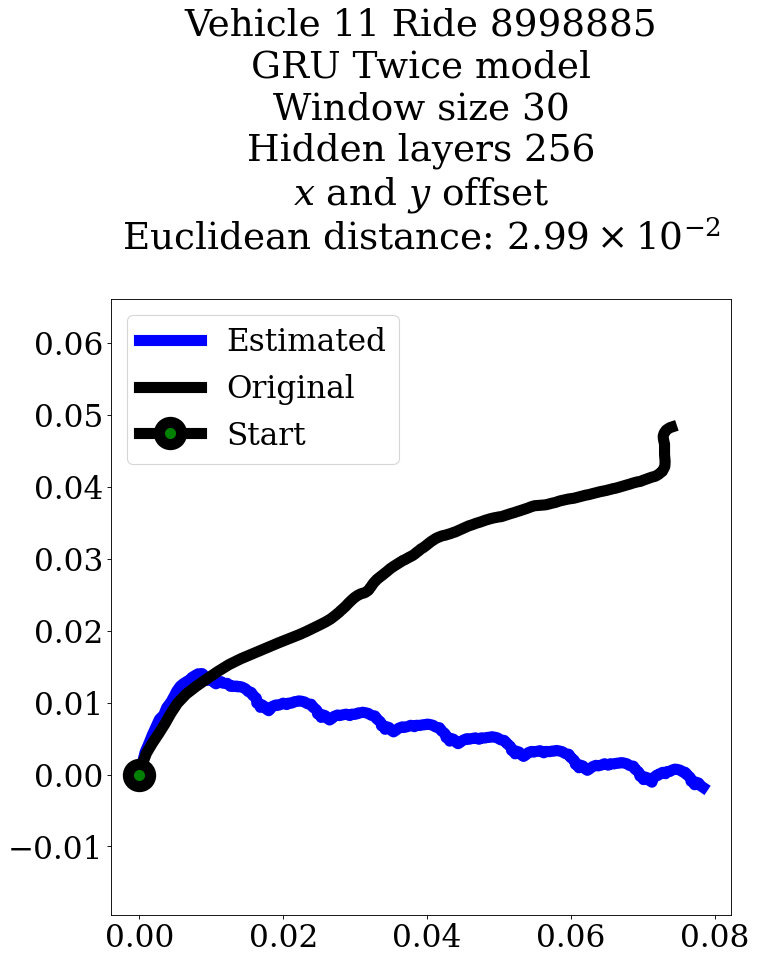 Vehicle 11 Ride 8998885
GRU Twice model
Window size 30
Hidden layers 256
x and y offset
Euclidean distance: 2.99 × 10⁻²
Estimated
Original
Start
0.06
0.05
0.04
0.03
0.02
0.01
0.00
−0.01
0.00 0.02 0.04 0.06 0.08